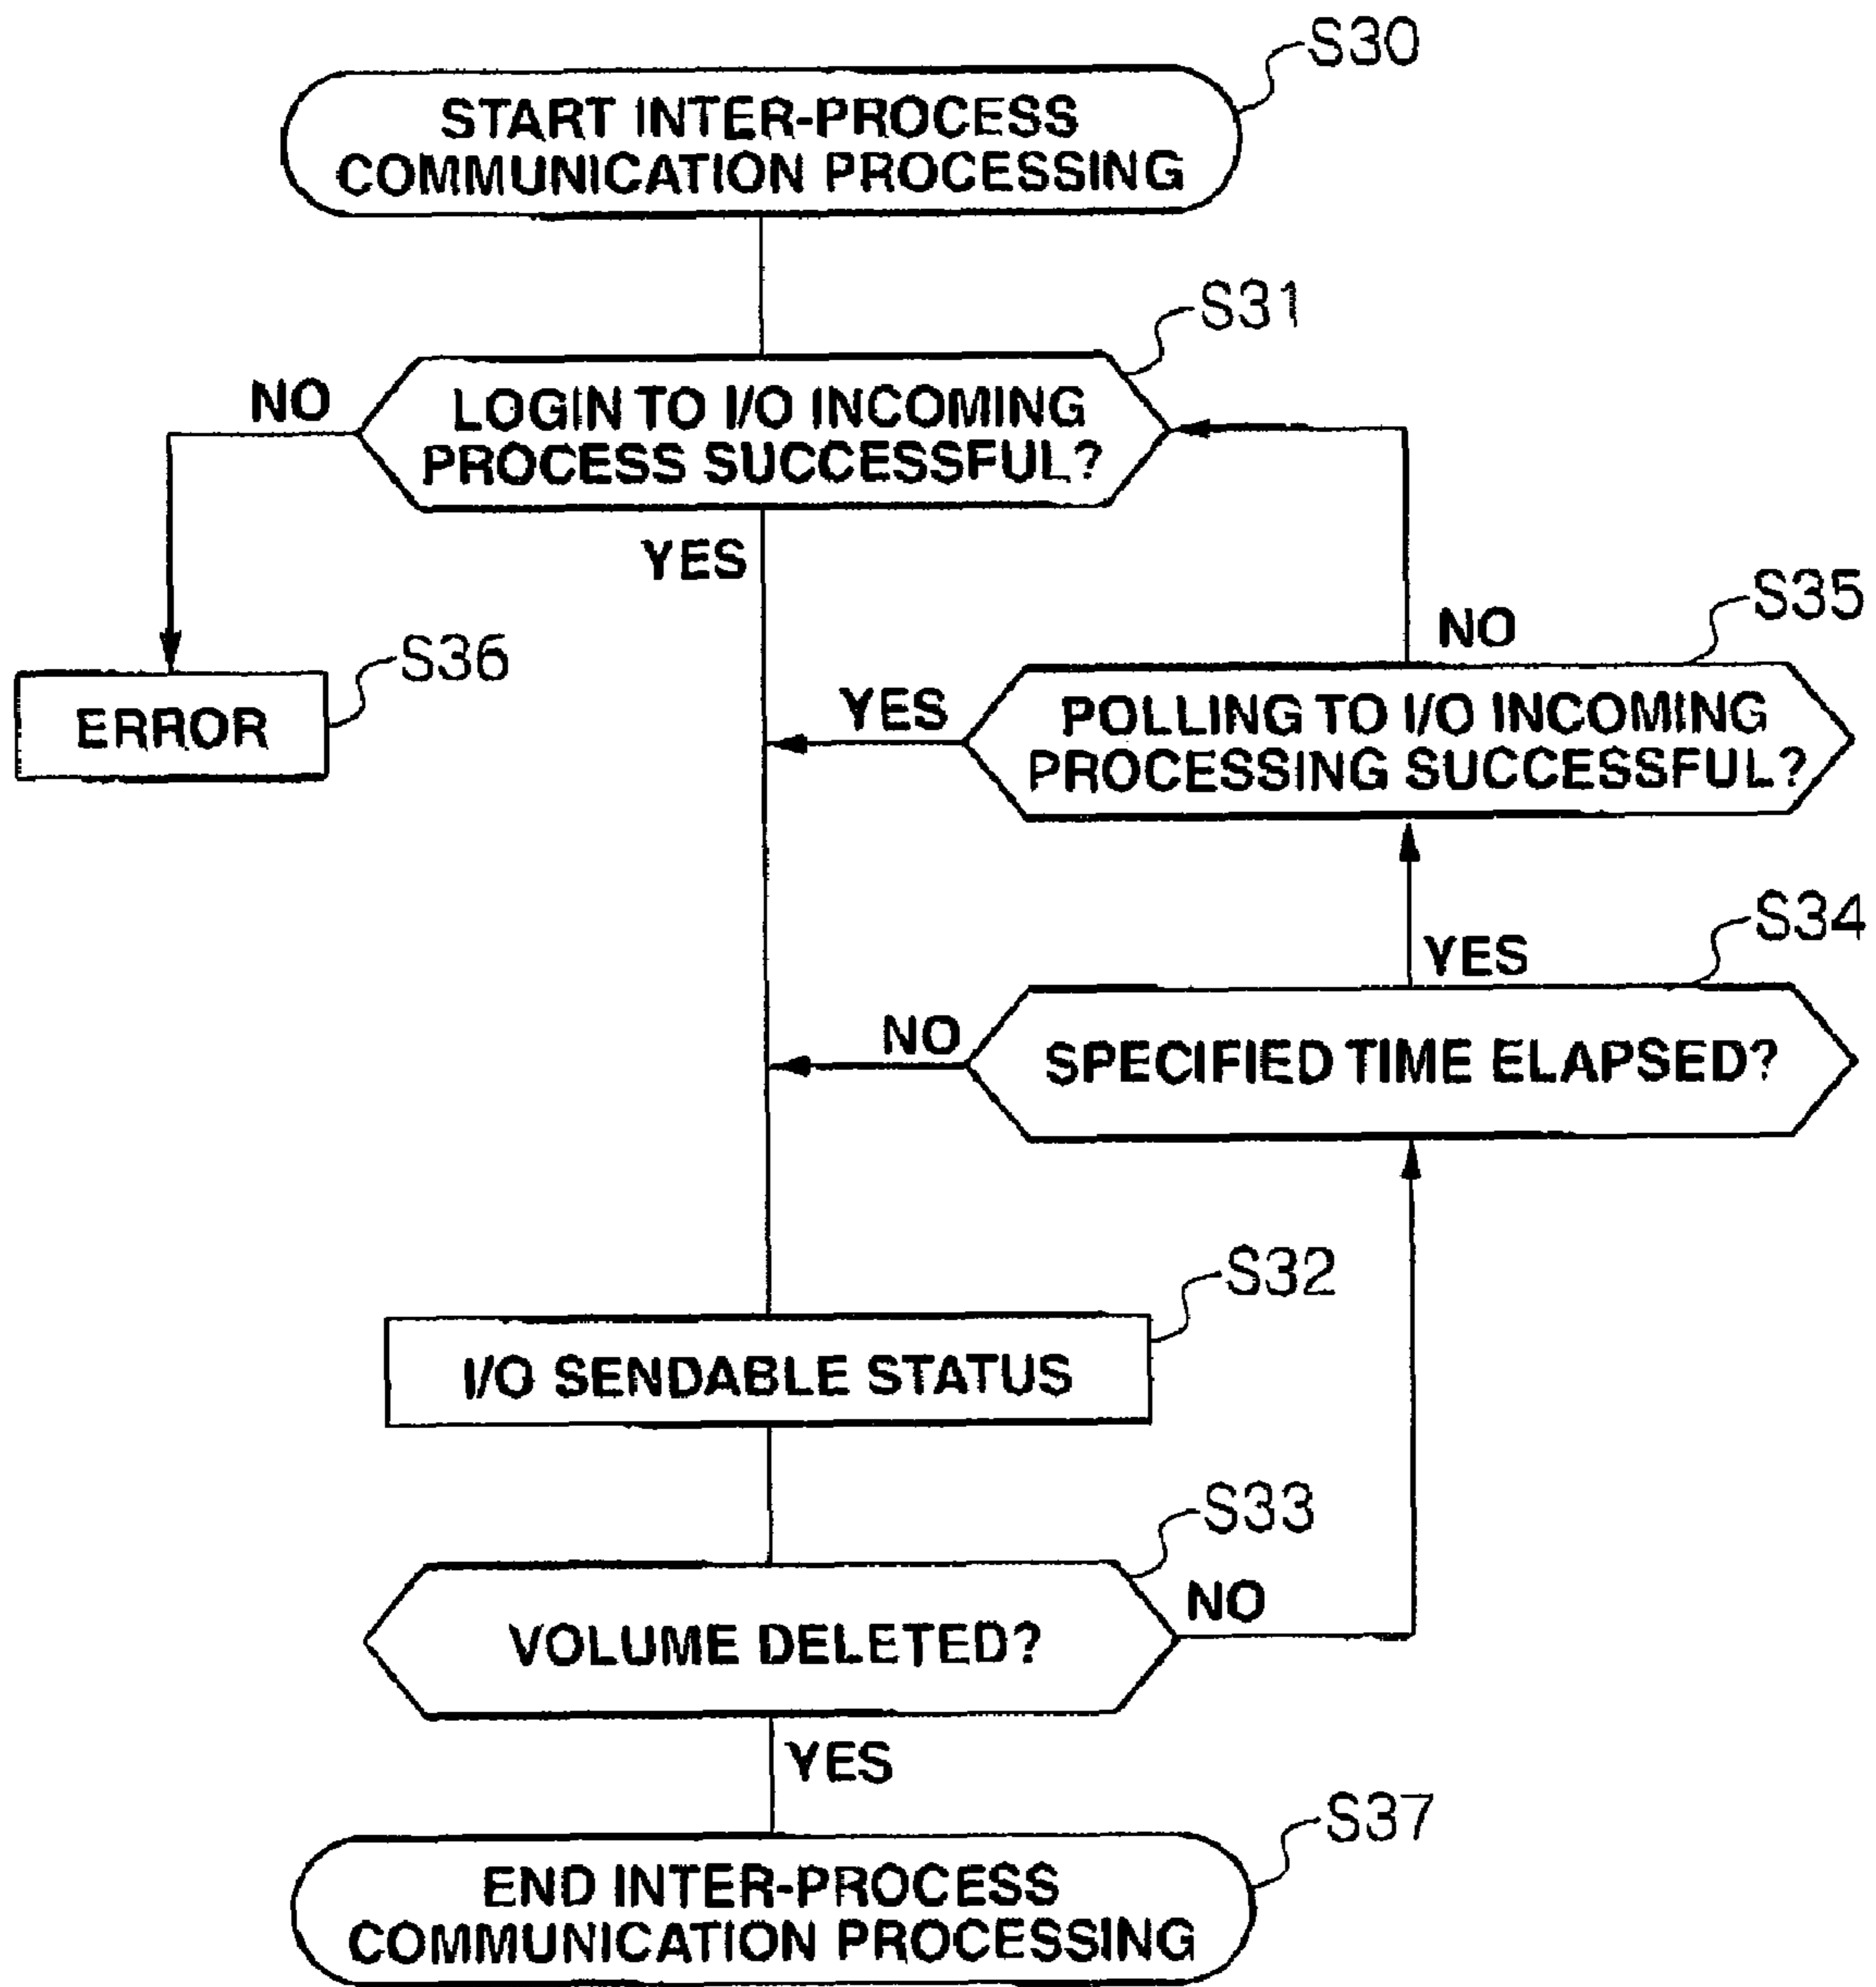 S30
START INTER-PROCESS
COMMUNICATION PROCESSING
S31
NO
LOGIN TO I/O INCOMING
PROCESS SUCCESSFUL?
YES
S35
NO
S36
ERROR
YES
POLLING TO I/O INCOMING
PROCESSING SUCCESSFUL?
S34
YES
NO
SPECIFIED TIME ELAPSED?
S32
I/O SENDABLE STATUS
S33
NO
VOLUME DELETED?
YES
S37
END INTER-PROCESS
COMMUNICATION PROCESSING